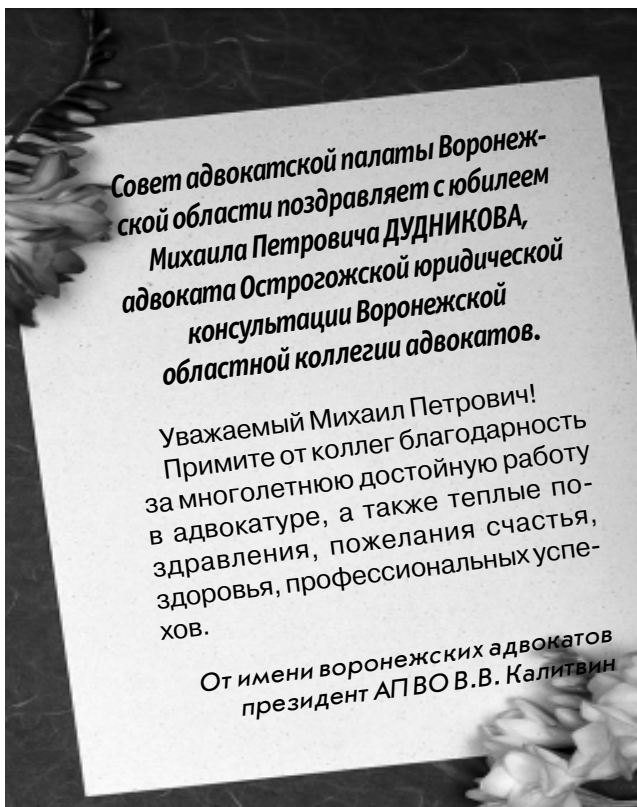 Совет адвокатской палаты Воронеж-
ской области поздравляет с юбилеем
Михаила Петровича ДУДНИКОВА,
адвоката Острогожской юридической
консультации Воронежской
областной коллегии адвокатов.
Уважаемый Михаил Петрович!
Примите от коллег благодарность
за многолетнюю достойную работу
в адвокатуре, а также теплые по-
здравления, пожелания счастья,
здоровья, профессиональных успе-
хов.
От имени воронежских адвокатов
президент АП ВО В.В. Калитвин